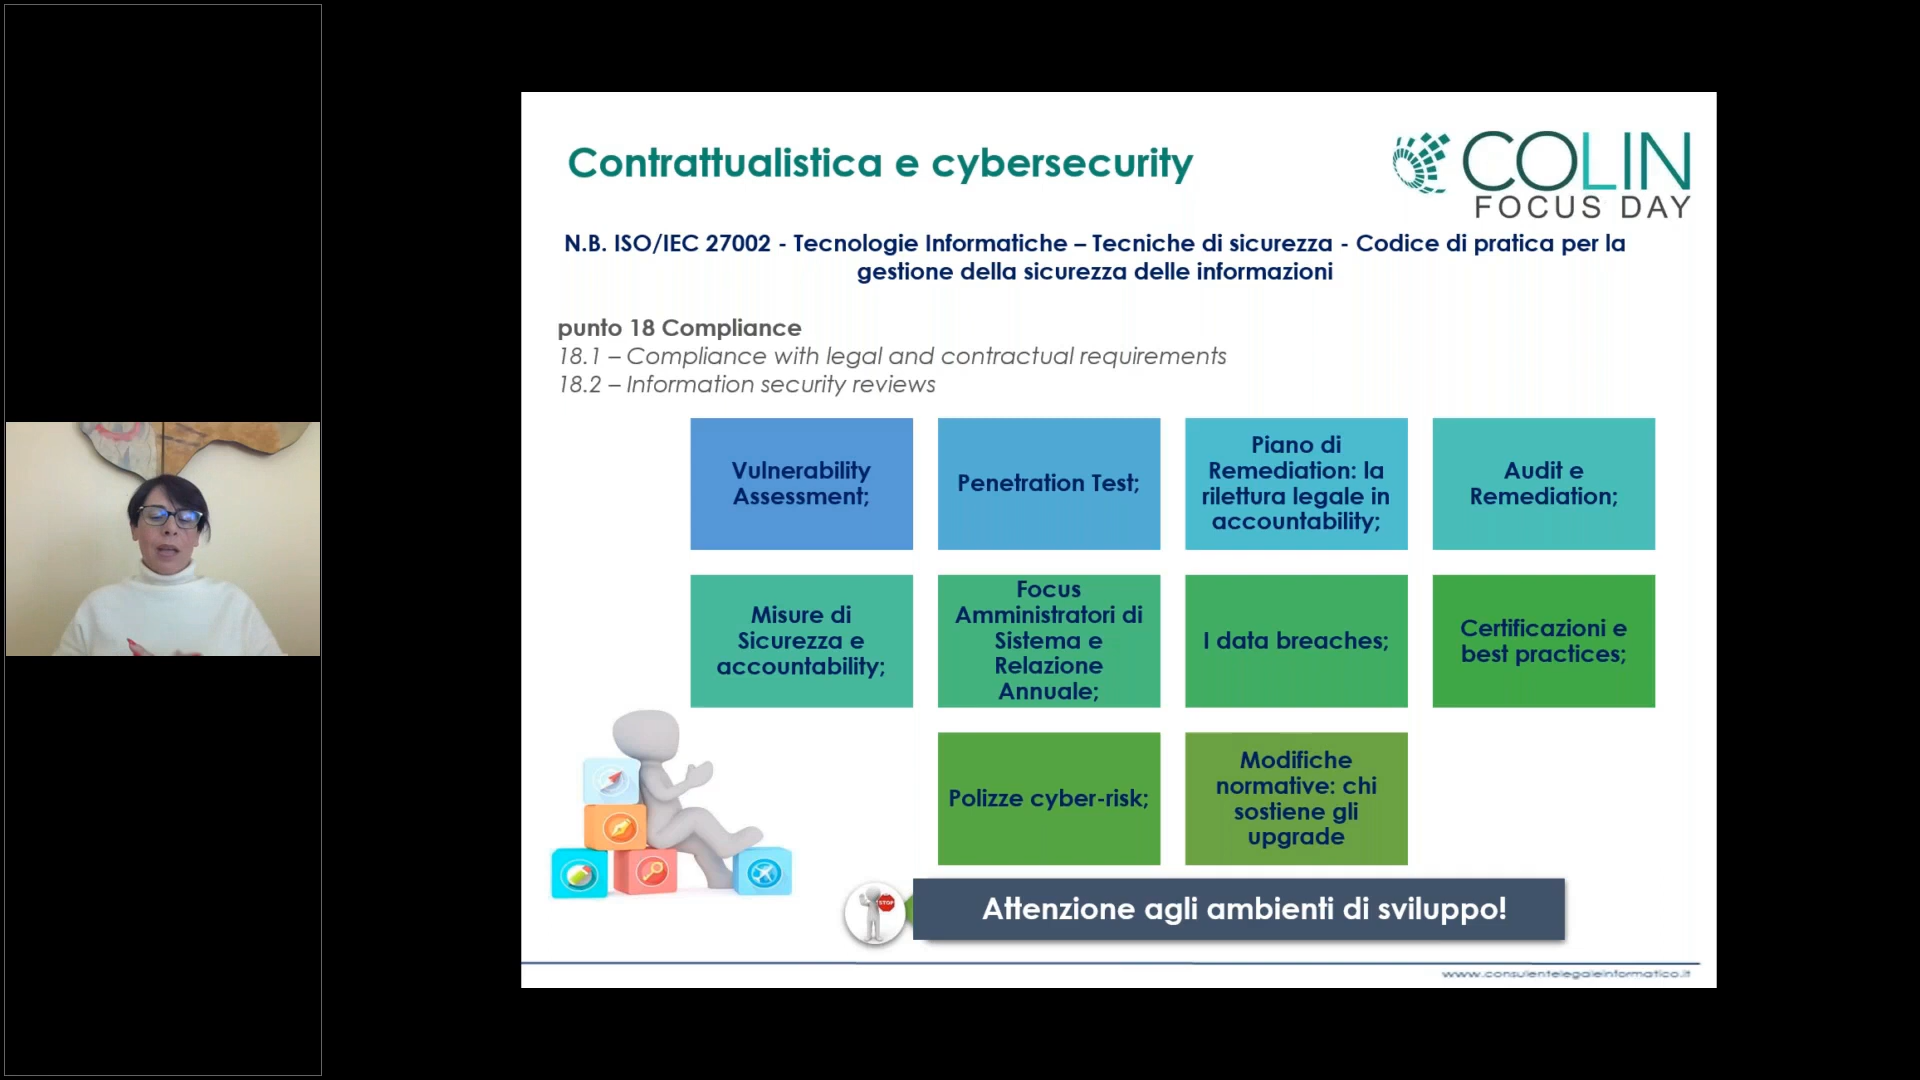 Contrattualistica e cybersecurity
COLIN
FOCUS DAY
N.B. ISO/IEC 27002 - Tecnologie Informatiche – Tecniche di sicurezza - Codice di pratica per la
gestione della sicurezza delle informazioni
punto 18 Compliance
18.1 – Compliance with legal and contractual requirements
18.2 – Information security reviews
Vulnerability
Assessment;
Penetration Test;
Piano di
Remediation: la
rilettura legale in
accountability;
Audit e
Remediation;
Misure di
Sicurezza e
accountability;
Focus
Amministratori di
Sistema e
Relazione
Annuale;
I data breaches;
Certificazioni e
best practices;
Polizze cyber-risk;
Modifiche
normative: chi
sostiene gli
upgrade
STOP
Attenzione agli ambienti di sviluppo!
www.consulentelegaleinformatico.it